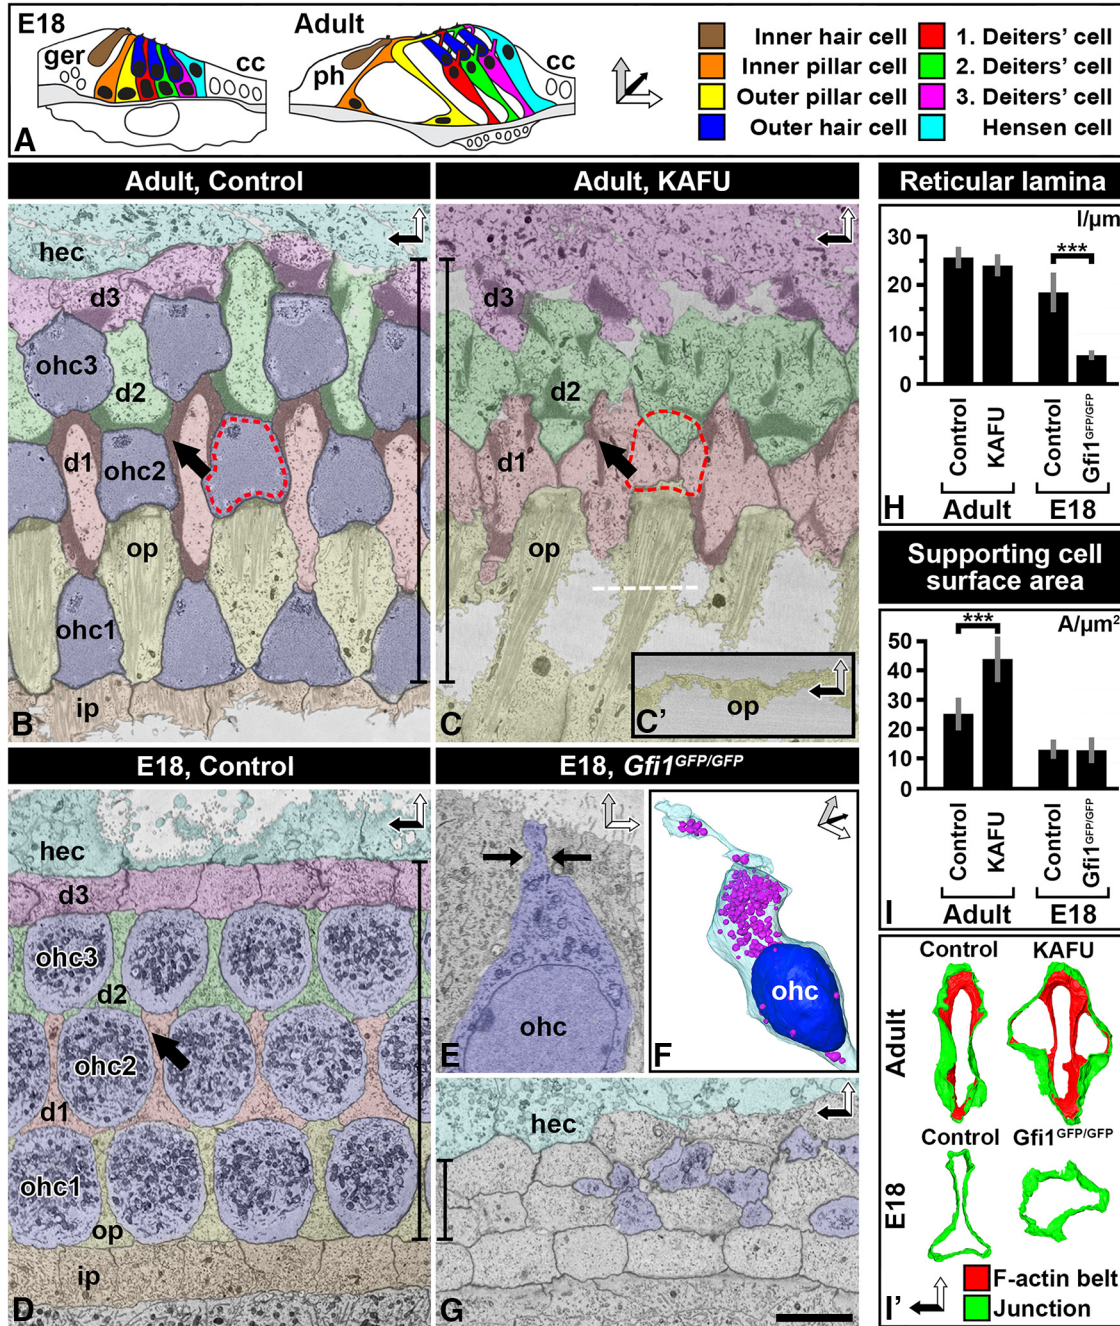 E18
ger
cc
Adult
ph
cc
Inner hair cell
Inner pillar cell
Outer pillar cell
Outer hair cell
1. Deiters' cell
2. Deiters' cell
3. Deiters' cell
Hensen cell
A
Adult, Control
hec
d3
ohc3
d2
d1
ohc2
op
ohc1
ip
B
Adult, KAFU
d3
d2
d1
op
C
C’
op
E18, Control
hec
d3
ohc3
d2
ohc2
d1
ohc1
op
ip
D
E18, Gfi1GFP/GFP
ohc
E
ohc
F
hec
G
Reticular lamina
l/µm
30
20
10
0
***
Control
KAFU
Control
Gfi1GFP/GFP
Adult
E18
H
Supporting cell
surface area
A/µm²
50
40
30
20
10
0
***
Control
KAFU
Control
Gfi1GFP/GFP
Adult
E18
I
Control
KAFU
Adult
Control
Gfi1GFP/GFP
E18
F-actin belt
Junction
I’